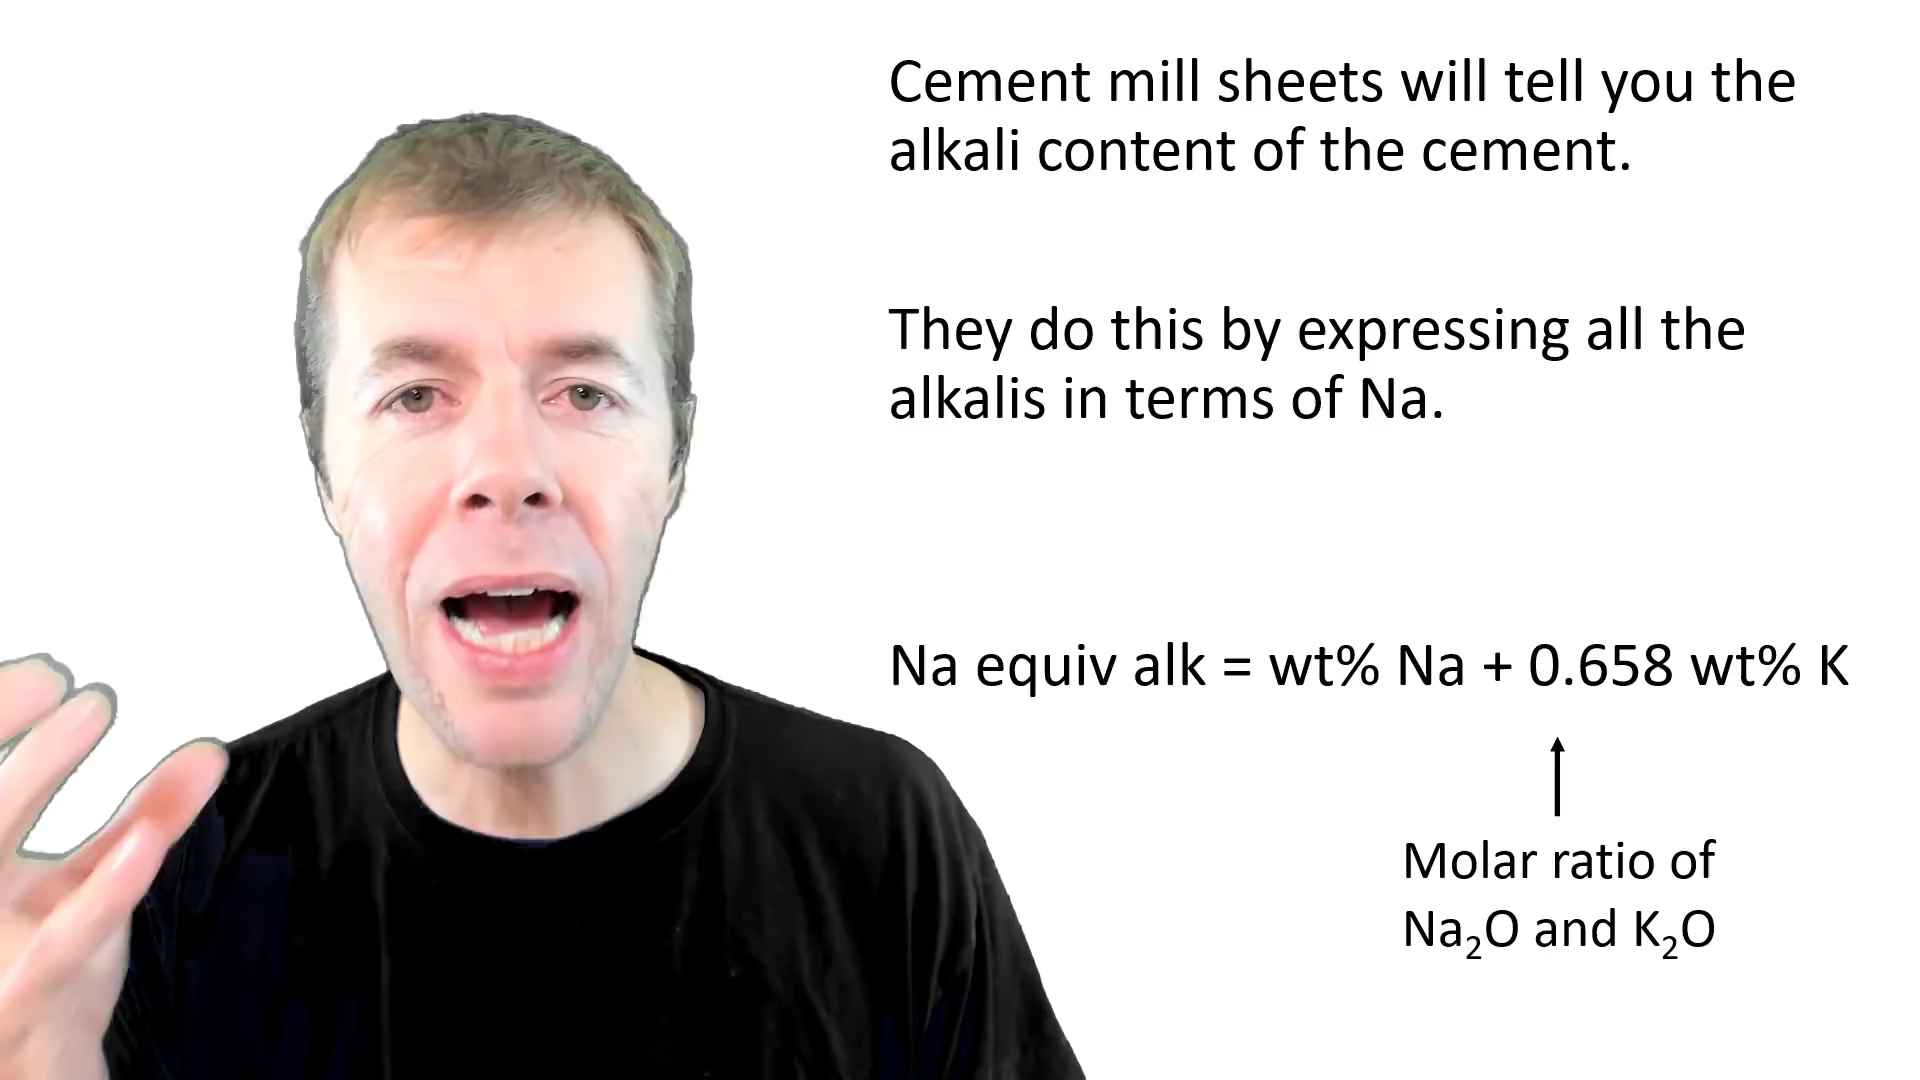 Cement mill sheets will tell you the
alkali content of the cement.
They do this by expressing all the
alkalis in terms of Na.
Na equiv alk = wt% Na + 0.658 wt% K
Molar ratio of
Na₂O and K₂O